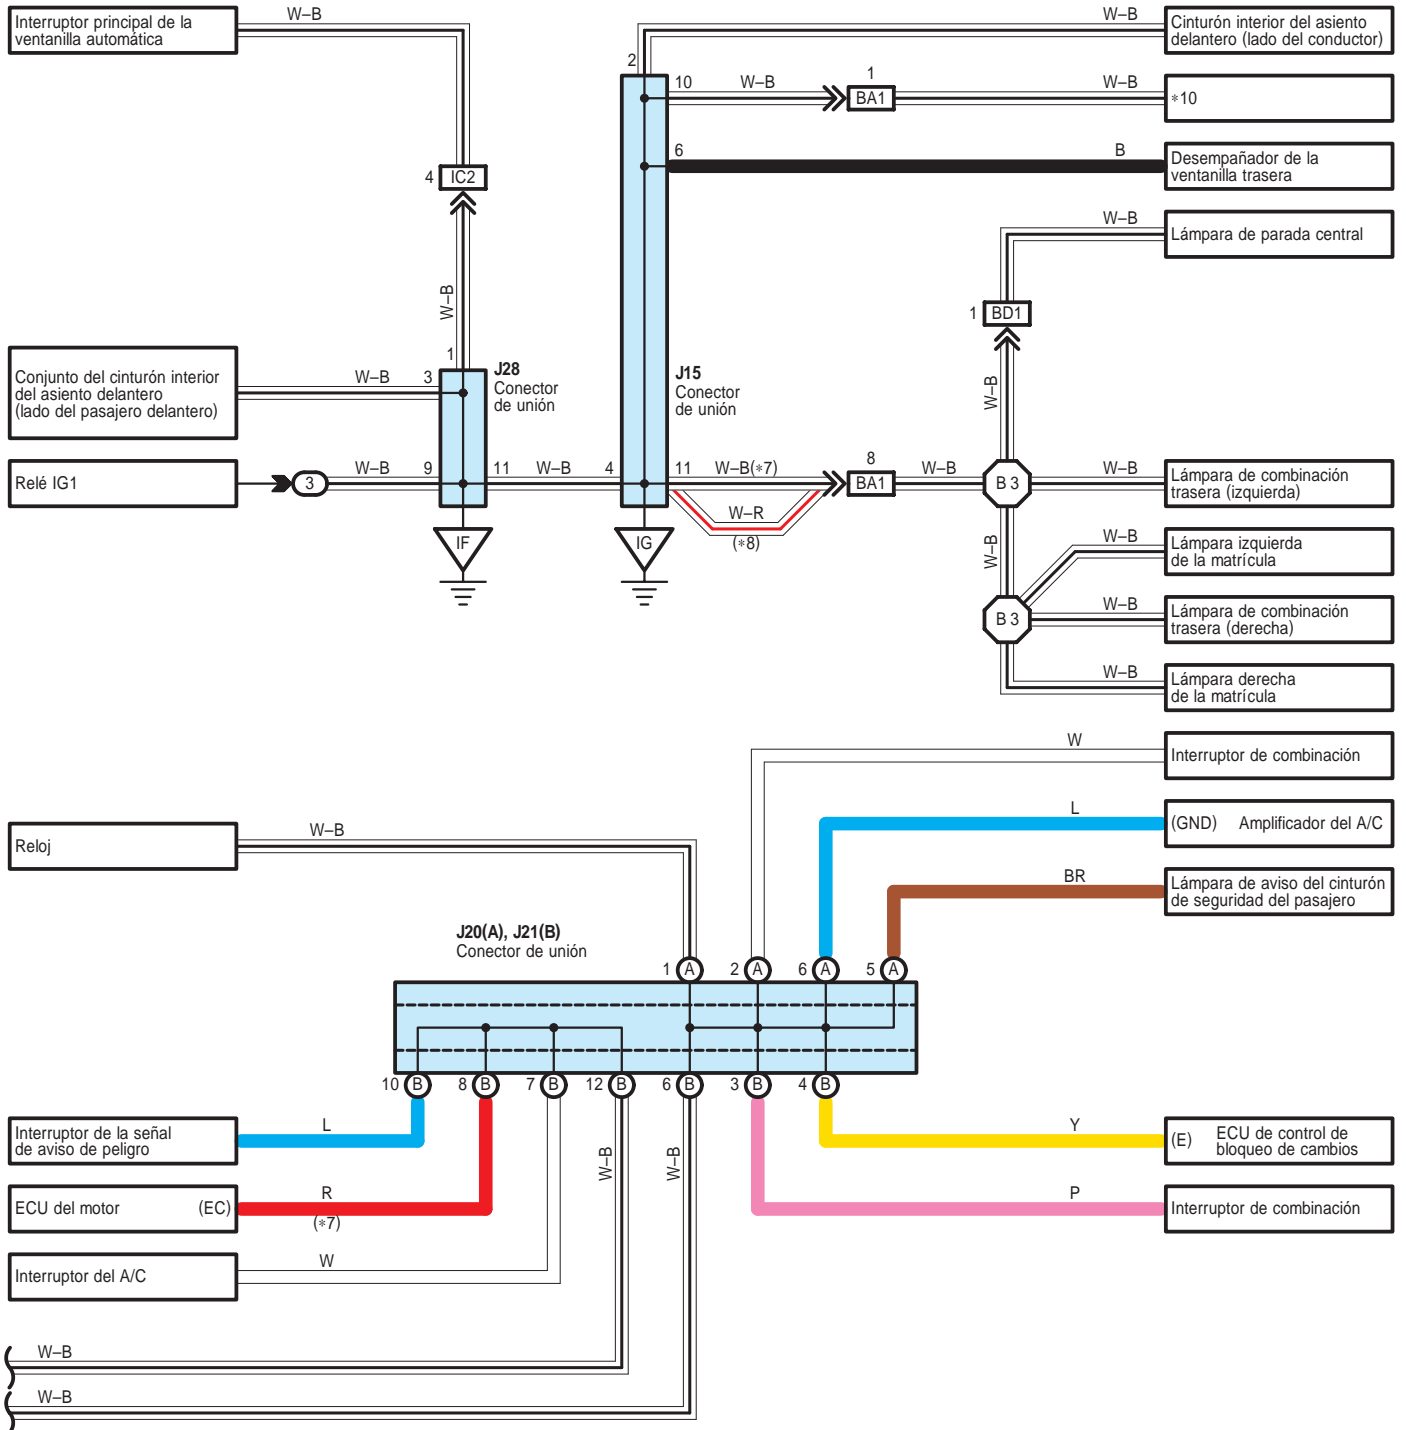 Interruptor principal de la
ventanilla automática
W–B
W–B
Cinturón interior del asiento
delantero (lado del conductor)
2
10
W–B
1
BA1
W–B
∗10
6
B
Desempañador de la
ventanilla trasera
4
IC2
W–B
Lámpara de parada central
1
BD1
W–B
1
J28
Conector
de unión
J15
Conector
de unión
W–B
Conjunto del cinturón interior
del asiento delantero
(lado del pasajero delantero)
W–B
3
Relé IG1
3
W–B
9
11
W–B
4
11
W–B(∗7)
8
BA1
W–B
B 3
W–B
Lámpara de combinación
trasera (izquierda)
W–R
(∗8)
IF
IG
W–B
W–B
Lámpara izquierda
de la matrícula
B 3
W–B
Lámpara de combinación
trasera (derecha)
W–B
Lámpara derecha
de la matrícula
W
Interruptor de combinación
L
(GND) Amplificador del A/C
Reloj
W–B
BR
Lámpara de aviso del cinturón
de seguridad del pasajero
J20(A), J21(B)
Conector de unión
1 A
2 A
6 A
5 A
10 B
8 B
7 B
12 B
6 B
3 B
4 B
Interruptor de la señal
de aviso de peligro
L
W–B
W–B
Y
(E) ECU de control de
bloqueo de cambios
ECU del motor (EC)
R
(∗7)
P
Interruptor de combinación
Interruptor del A/C
W
W–B
W–B